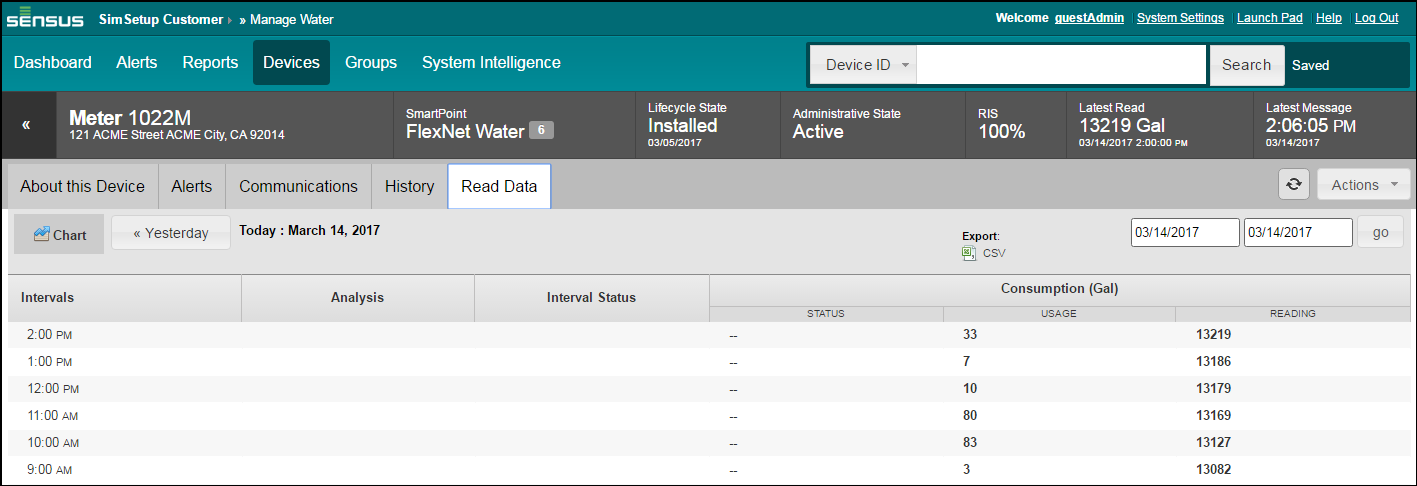 sensus SimSetup Customer › » Manage Water Welcome guestAdmin | System Settings | Launch Pad | Help | Log Out
Dashboard Alerts Reports Devices Groups System Intelligence Device ID Search Saved
« Meter 1022M
121 ACME Street ACME City, CA 92014
SmartPoint
FlexNet Water 6
Lifecycle State
Installed
03/05/2017
Administrative State
Active
RIS
100%
Latest Read
13219 Gal
03/14/2017 2:00:00 PM
Latest Message
2:06:05 PM
03/14/2017
About this Device Alerts Communications History Read Data Actions
Chart « Yesterday Today : March 14, 2017
Export:
CSV
03/14/2017 03/14/2017 go
Intervals Analysis Interval Status Consumption (Gal)
STATUS USAGE READING
2:00 PM -- 33 13219
1:00 PM -- 7 13186
12:00 PM -- 10 13179
11:00 AM -- 80 13169
10:00 AM -- 83 13127
9:00 AM -- 3 13082